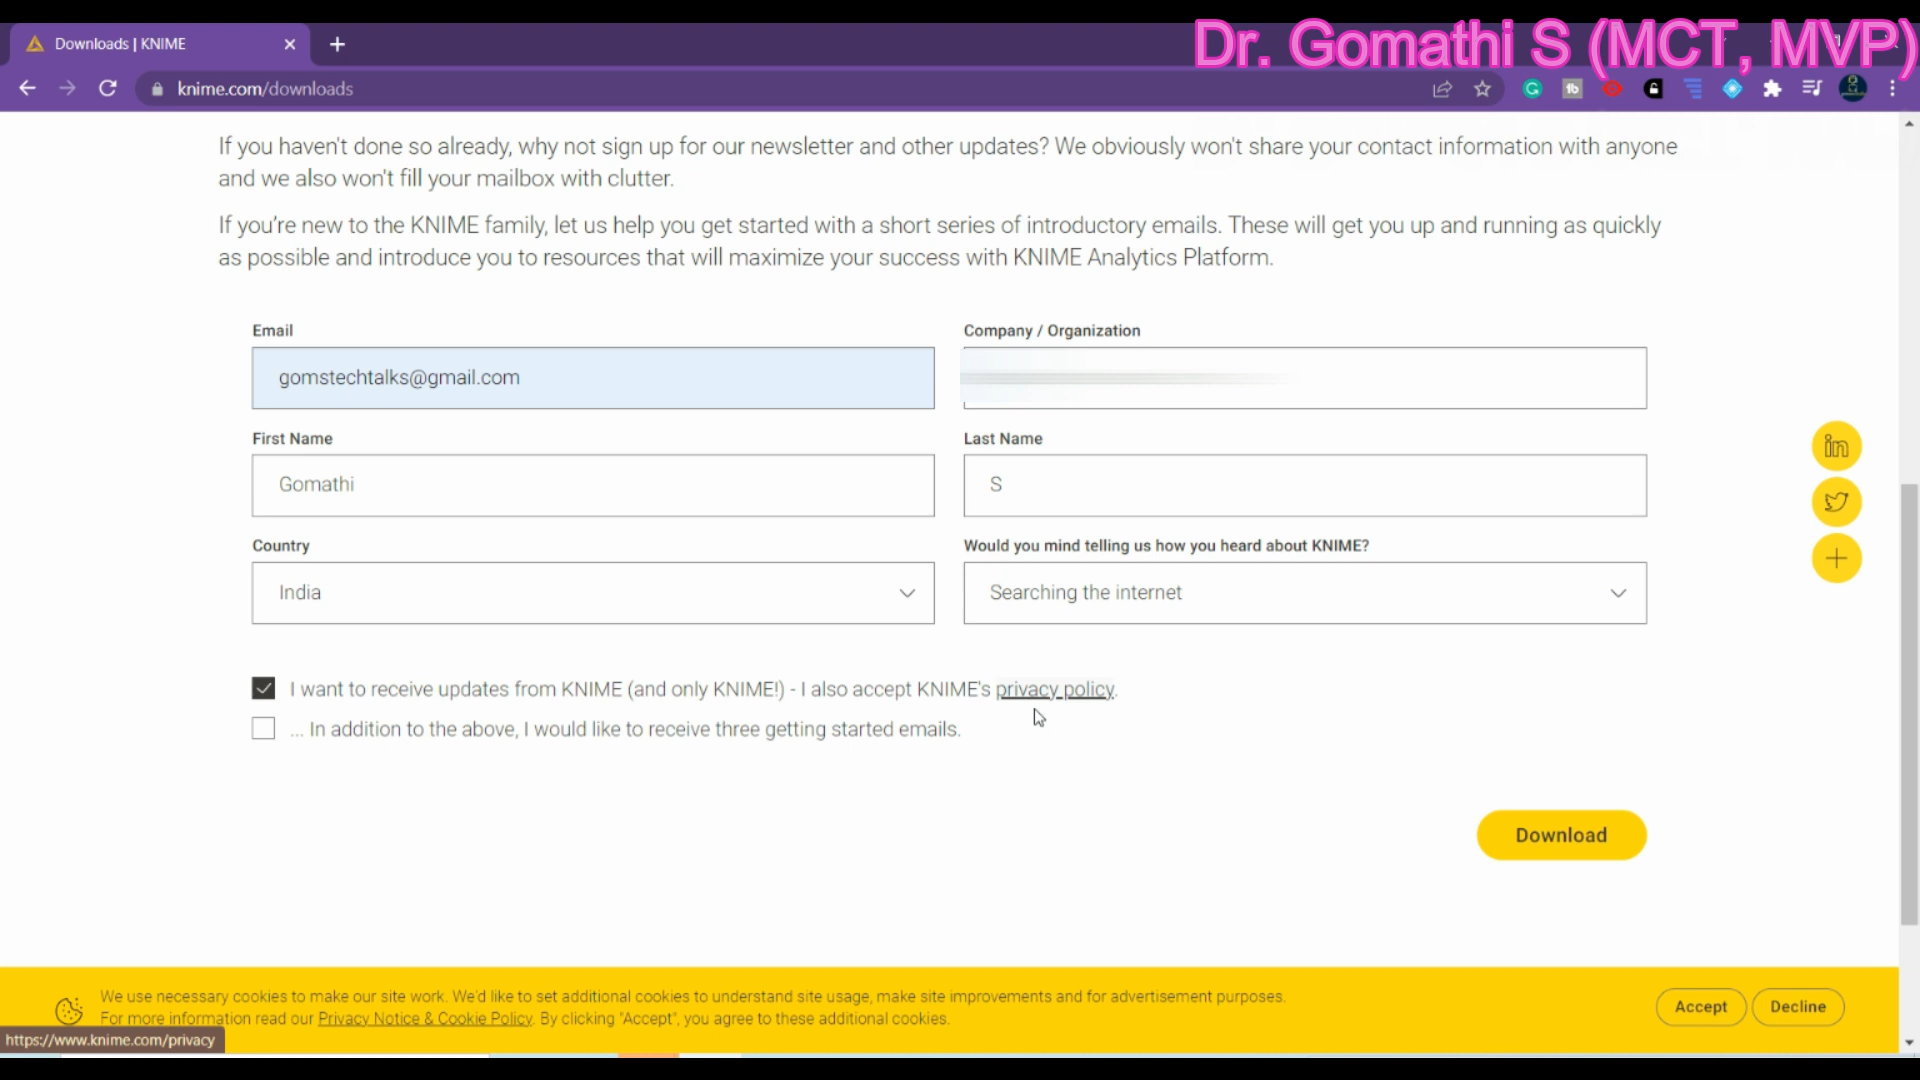 Dr. Gomathi S (MCT, MVP)
Downloads | KNIME
knime.com/downloads
If you haven't done so already, why not sign up for our newsletter and other updates? We obviously won't share your contact information with anyone
and we also won't fill your mailbox with clutter.
If you’re new to the KNIME family, let us help you get started with a short series of introductory emails. These will get you up and running as quickly
as possible and introduce you to resources that will maximize your success with KNIME Analytics Platform.
Email
Company / Organization
gomstechtalks@gmail.com
First Name
Last Name
Gomathi
S
Country
Would you mind telling us how you heard about KNIME?
India
Searching the internet
I want to receive updates from KNIME (and only KNIME!) - I also accept KNIME's privacy policy.
... In addition to the above, I would like to receive three getting started emails.
Download
We use necessary cookies to make our site work. We'd like to set additional cookies to understand site usage, make site improvements and for advertisement purposes.
For more information read our Privacy Notice & Cookie Policy. By clicking "Accept", you agree to these additional cookies.
Accept
Decline
https://www.knime.com/privacy